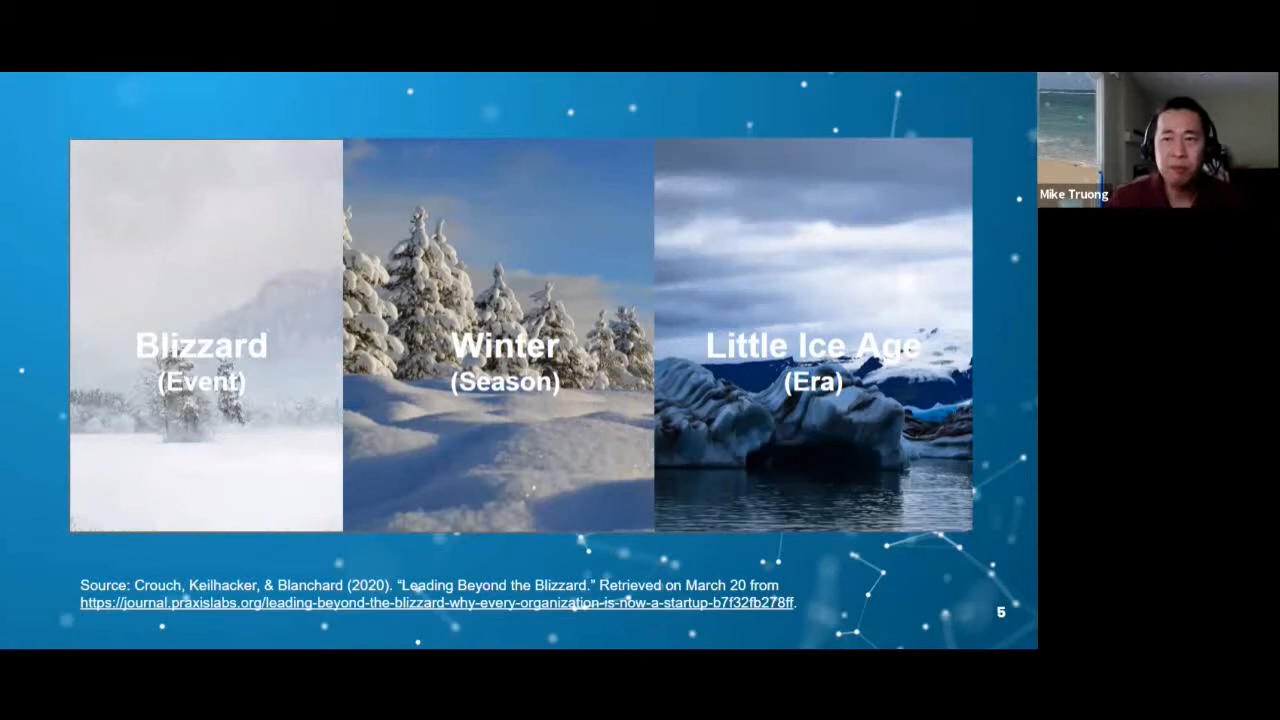 Blizzard
(Event)
Winter
(Season)
Little Ice Age
(Era)
Source: Crouch, Keilhacker, & Blanchard (2020). “Leading Beyond the Blizzard.” Retrieved on March 20 from
https://journal.praxislabs.org/leading-beyond-the-blizzard-why-every-organization-is-now-a-startup-b7f32fb278ff.
5
Mike Truong